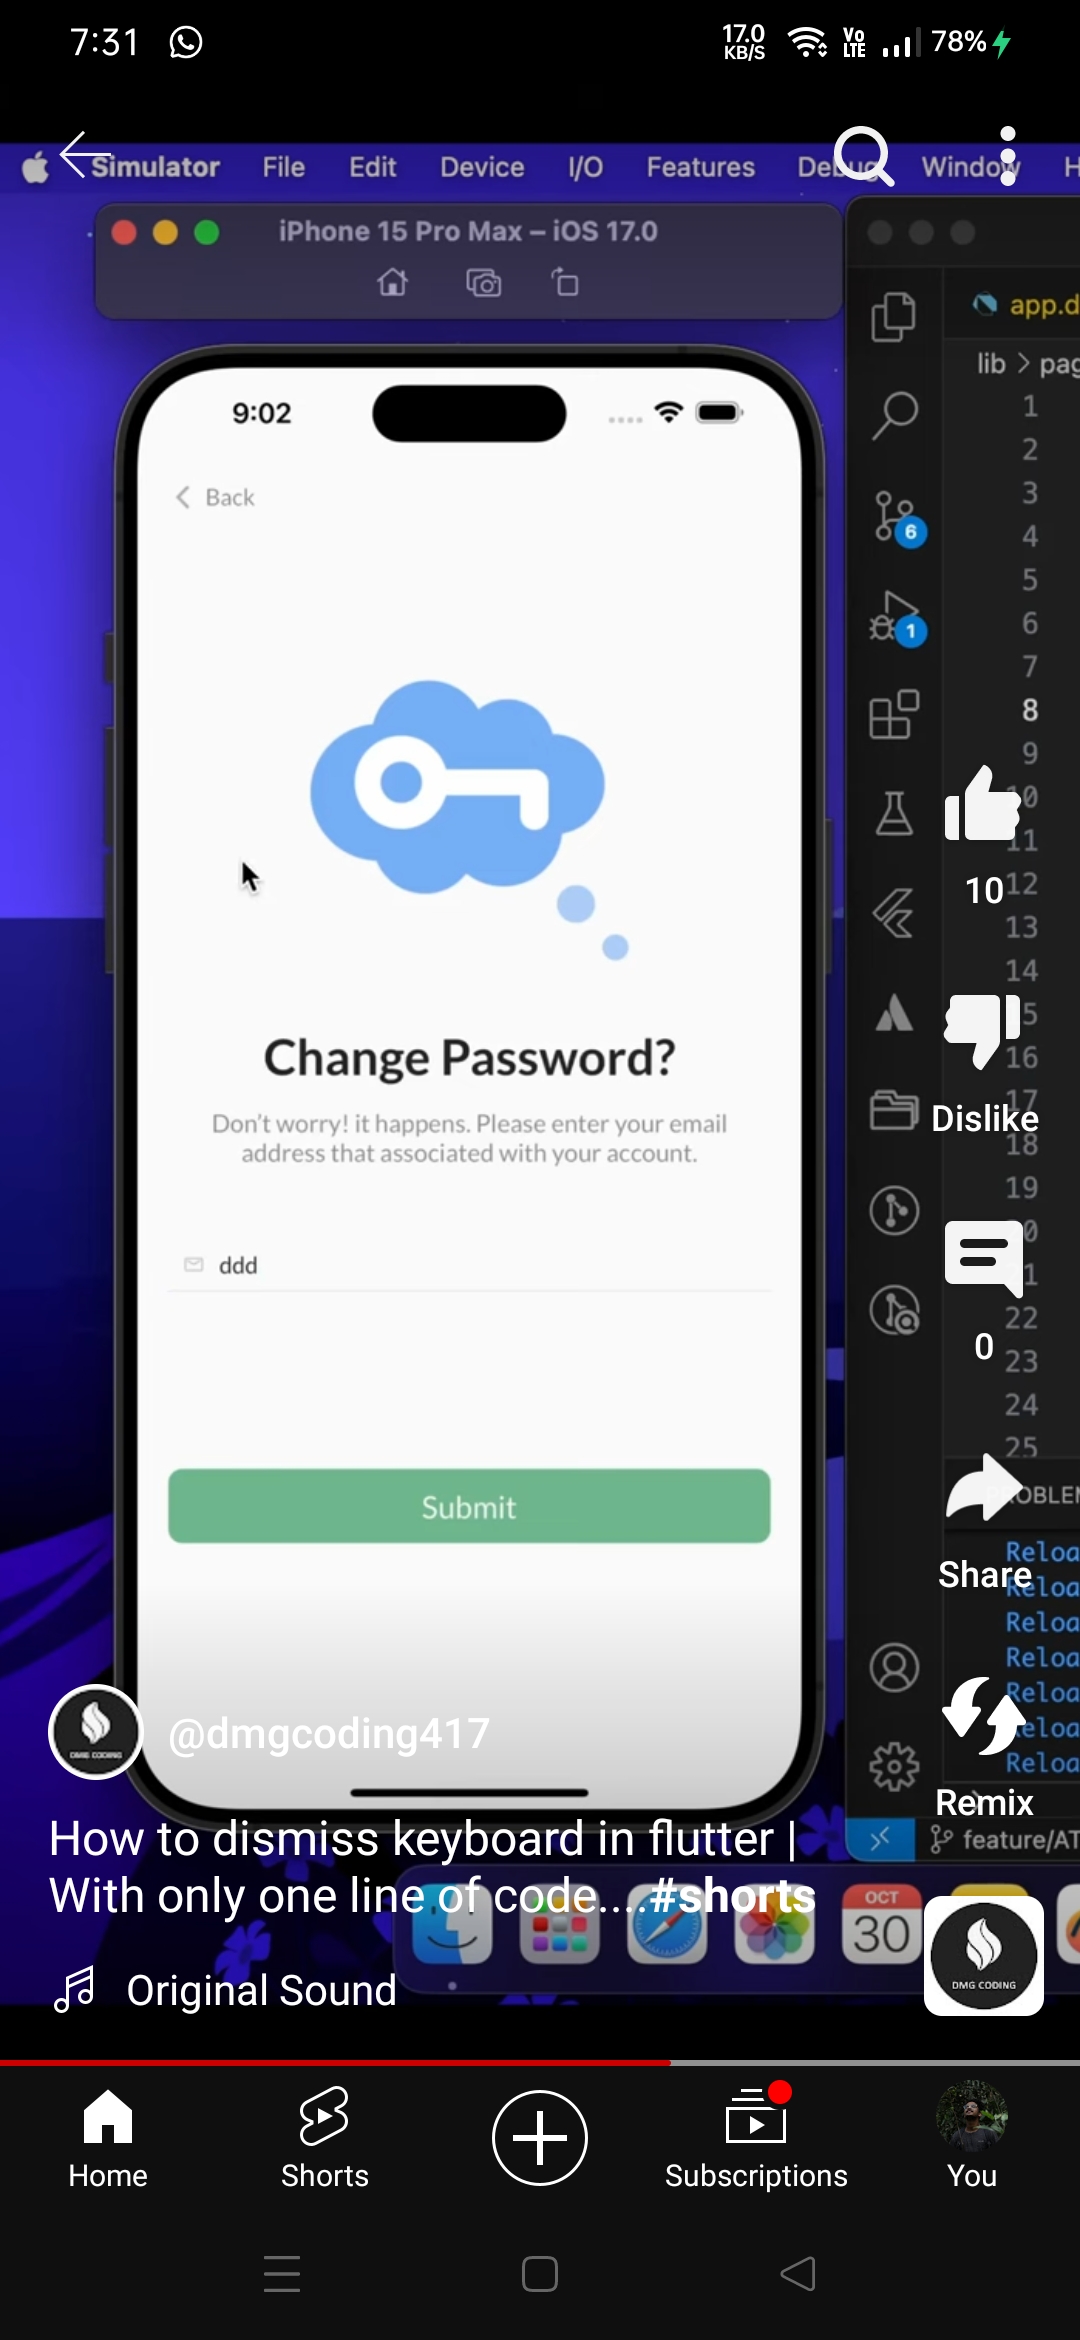 7:31
17.0
KB/S
Vo
LTE
78%
Simulator File Edit Device I/O Features Debug Window H
iPhone 15 Pro Max – iOS 17.0
app.d
9:02
lib > pag
Back
1
2
3
4
5
6
7
8
9
10
11
12
13
14
15
16
17
18
19
20
21
22
23
24
25
6
1
10
Dislike
0
Share
Remix
Change Password?
Don't worry! it happens. Please enter your email
address that associated with your account.
ddd
Submit
PROBLEM
Reloa
Reloa
Reloa
Reloa
Reloa
Reloa
Reloa
feature/AT
DMG CODING
@dmgcoding417
How to dismiss keyboard in flutter |
With only one line of code....#shorts
OCT
30
DMG CODING
Original Sound
Home Shorts Subscriptions You